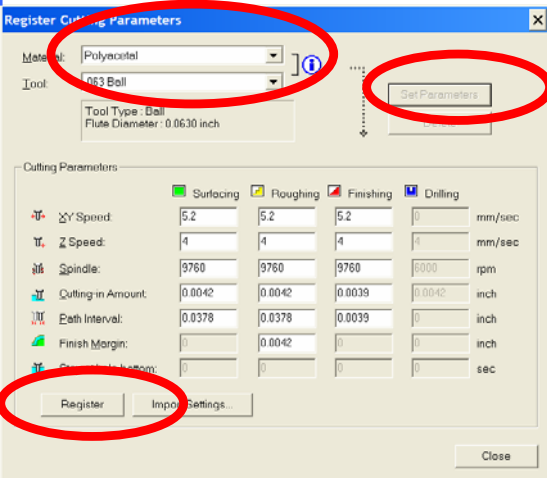 Register Cutting Parameters
Material: Polyacetal
Tool: .063 Ball
Set Parameters
Delete
Tool Type : Ball
Flute Diameter : 0.0630 inch
Cutting Parameters
Surfacing Roughing Finishing Drilling
XY Speed: 5.2 5.2 5.2 0 mm/sec
Z Speed: 4 4 4 4 mm/sec
Spindle: 9760 9760 9760 6000 rpm
Cutting-in Amount: 0.0042 0.0042 0.0039 0.0042 inch
Path Interval: 0.0378 0.0378 0.0039 0 inch
Finish Margin: 0 0.0042 0 0 inch
bottom: 0 0 0 0 sec
Register Import Settings...
Close